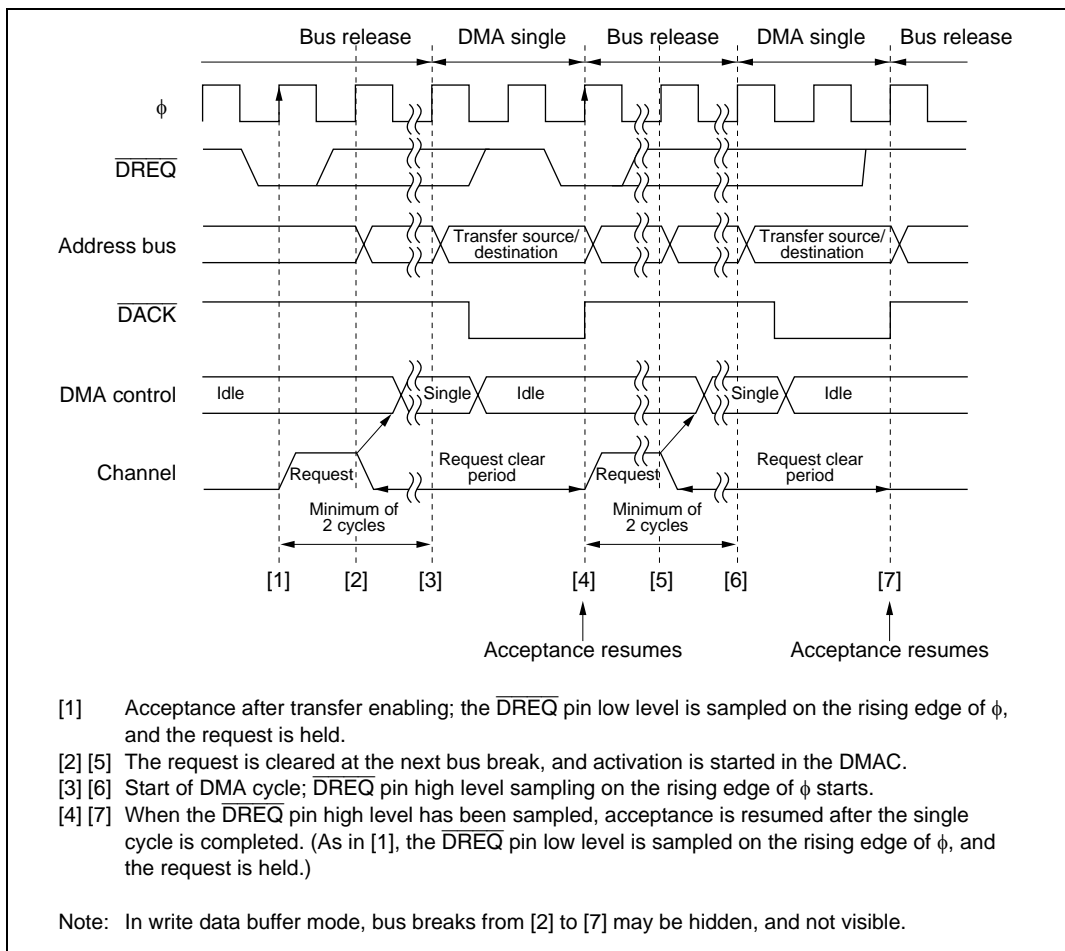 Bus release DMA single Bus release DMA single Bus release
ϕ
DREQ
Address bus
Transfer source/ Transfer source/
destination destination
DACK
DMA control
Idle Single Idle Single Idle
Channel
Request Request clear Request Request clear
period period
Minimum of Minimum of
2 cycles 2 cycles
[1] [2] [3] [4] [5] [6] [7]
Acceptance resumes Acceptance resumes
[1] Acceptance after transfer enabling; the DREQ pin low level is sampled on the rising edge of ϕ,
and the request is held.
[2] [5] The request is cleared at the next bus break, and activation is started in the DMAC.
[3] [6] Start of DMA cycle; DREQ pin high level sampling on the rising edge of ϕ starts.
[4] [7] When the DREQ pin high level has been sampled, acceptance is resumed after the single
cycle is completed. (As in [1], the DREQ pin low level is sampled on the rising edge of ϕ, and
the request is held.)
Note: In write data buffer mode, bus breaks from [2] to [7] may be hidden, and not visible.